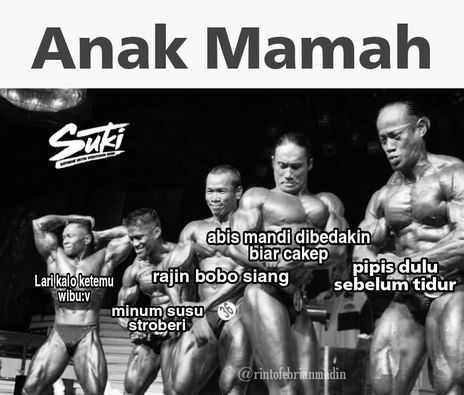 Anak Mamah
Suki
abis mandi dibedakin
biar cakep
Lari kalo ketemu
wibu:v
rajin bobo siang
pipis dulu
sebelum tidur
minum susu
stroberi
36
@rintofebrianmadin